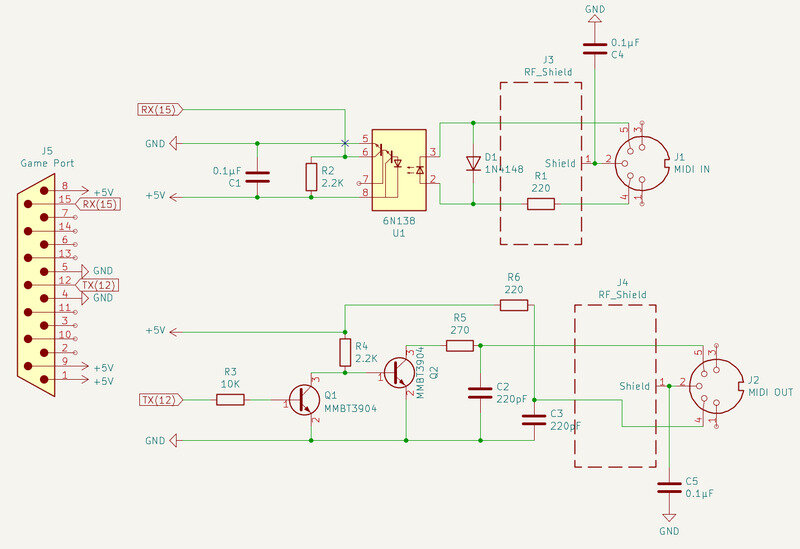 GND
0.1µF
C4
J3
RF_Shield
RX(15)
5
3
GND
5
6
3
J5
Game Port
0.1µF
C1
R2
2.2K
7
2
D1
1N4148
Shield
1
2
J1
MIDI IN
R1
220
8
+5V
8
+5V
4
1
15
RX(15)
7
6N138
U1
14
6
13
5
GND
12
TX(12)
4
GND
11
3
10
2
9
+5V
1
+5V
R6
220
J4
RF_Shield
+5V
R4
2.2K
R5
270
3
5
3
R3
10K
3
1
MMBT3904
Q2
2
Shield
1
2
J2
MIDI OUT
TX(12)
1
Q1
MMBT3904
2
C2
220pF
C3
220pF
4
1
GND
C5
0.1µF
GND